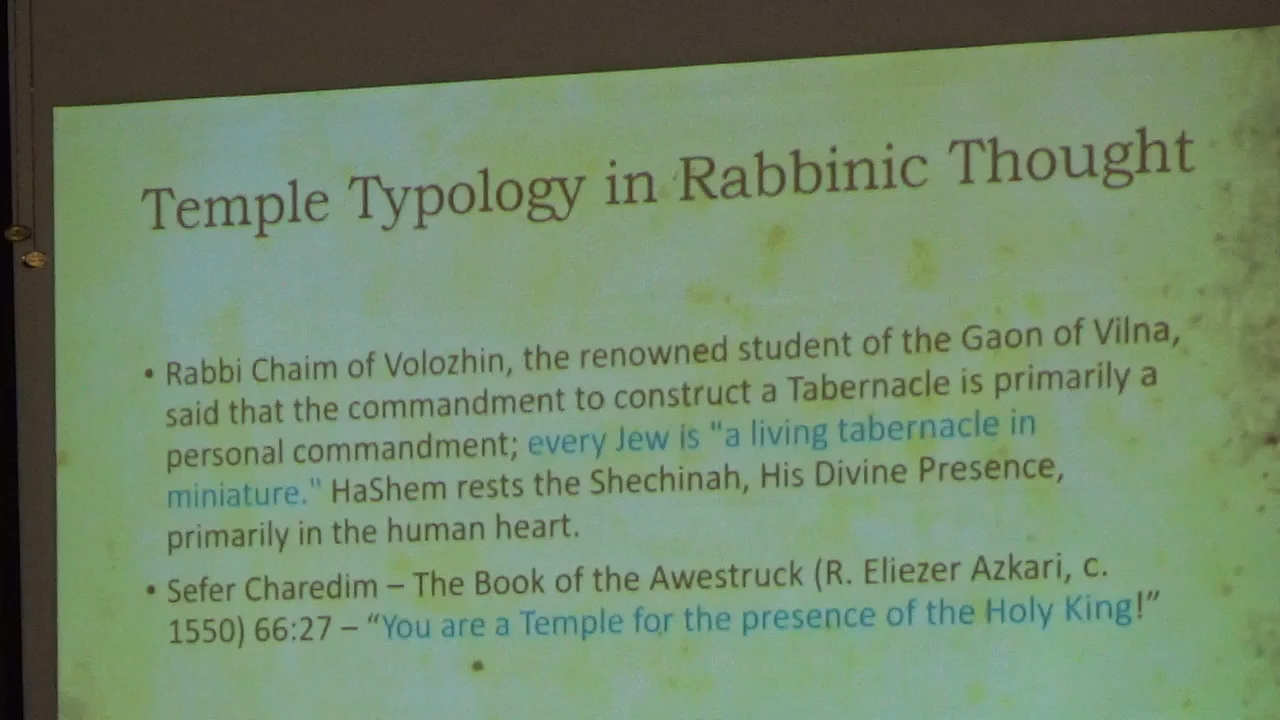 Temple Typology in Rabbinic Thought
• Rabbi Chaim of Volozhin, the renowned student of the Gaon of Vilna,
said that the commandment to construct a Tabernacle is primarily a
personal commandment; every Jew is "a living tabernacle in
miniature." HaShem rests the Shechinah, His Divine Presence,
primarily in the human heart.
• Sefer Charedim – The Book of the Awestruck (R. Eliezer Azkari, c.
1550) 66:27 – “You are a Temple for the presence of the Holy King!”